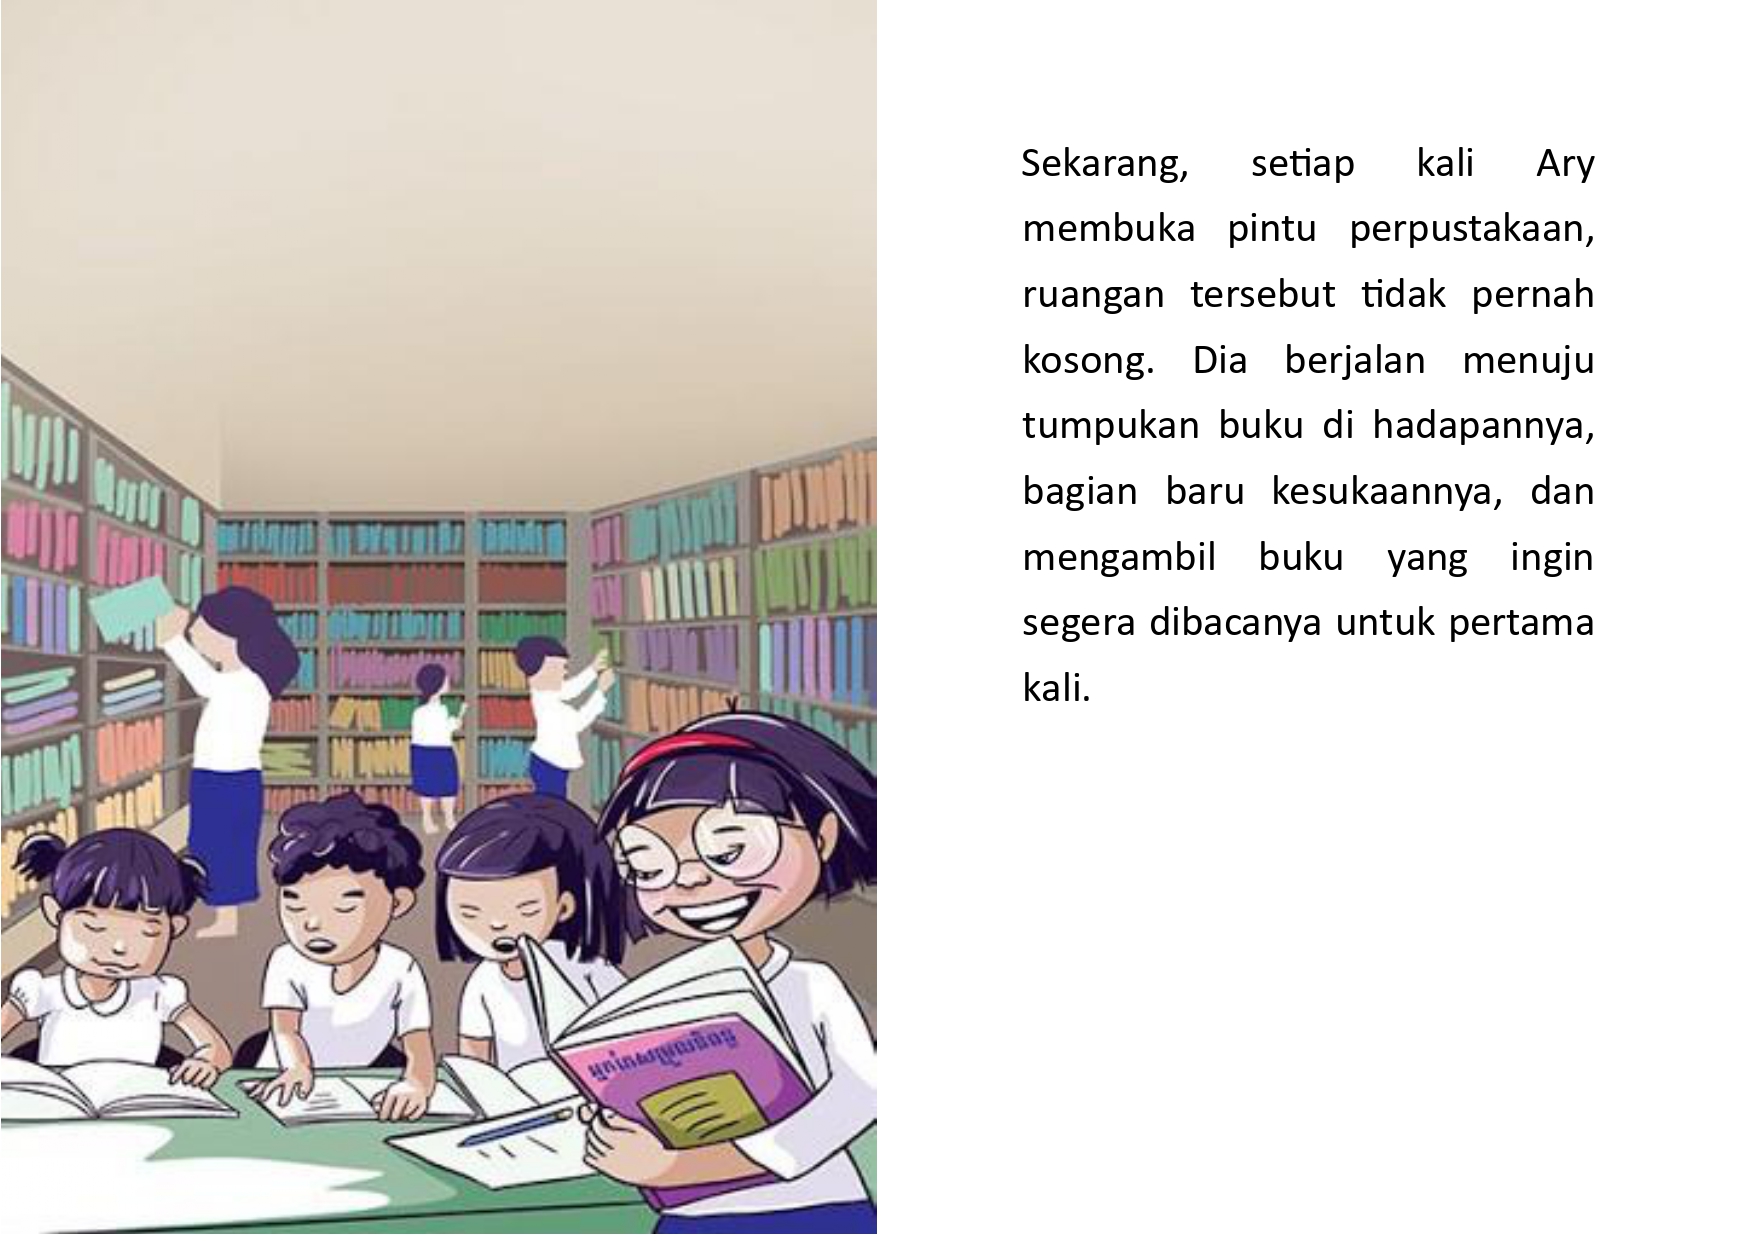 Sekarang, setiap kali Ary
membuka pintu perpustakaan,
ruangan tersebut tidak pernah
kosong. Dia berjalan menuju
tumpukan buku di hadapannya,
bagian baru kesukaannya, dan
mengambil buku yang ingin
segera dibacanya untuk pertama
kali.